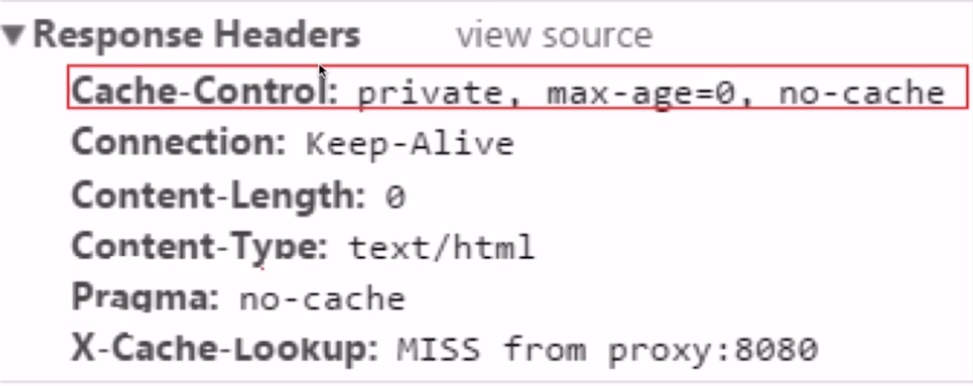 Response Headers view source
Cache-Control: private, max-age=0, no-cache
Connection: Keep-Alive
Content-Length: 0
Content-Type: text/html
Pragma: no-cache
X-Cache-Lookup: MISS from proxy:8080